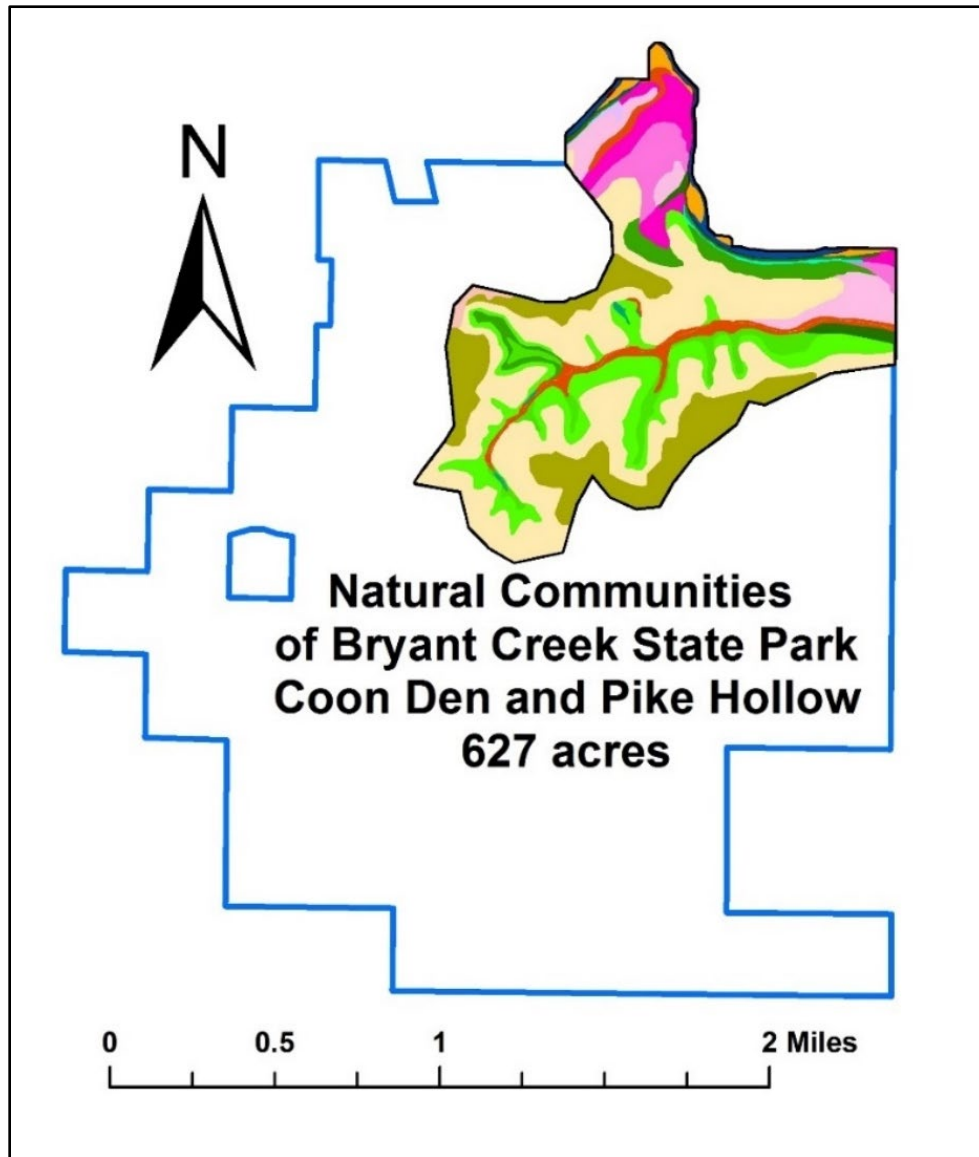 N
Natural Communities
of Bryant Creek State Park
Coon Den and Pike Hollow
627 acres
0 0.5 1 2 Miles